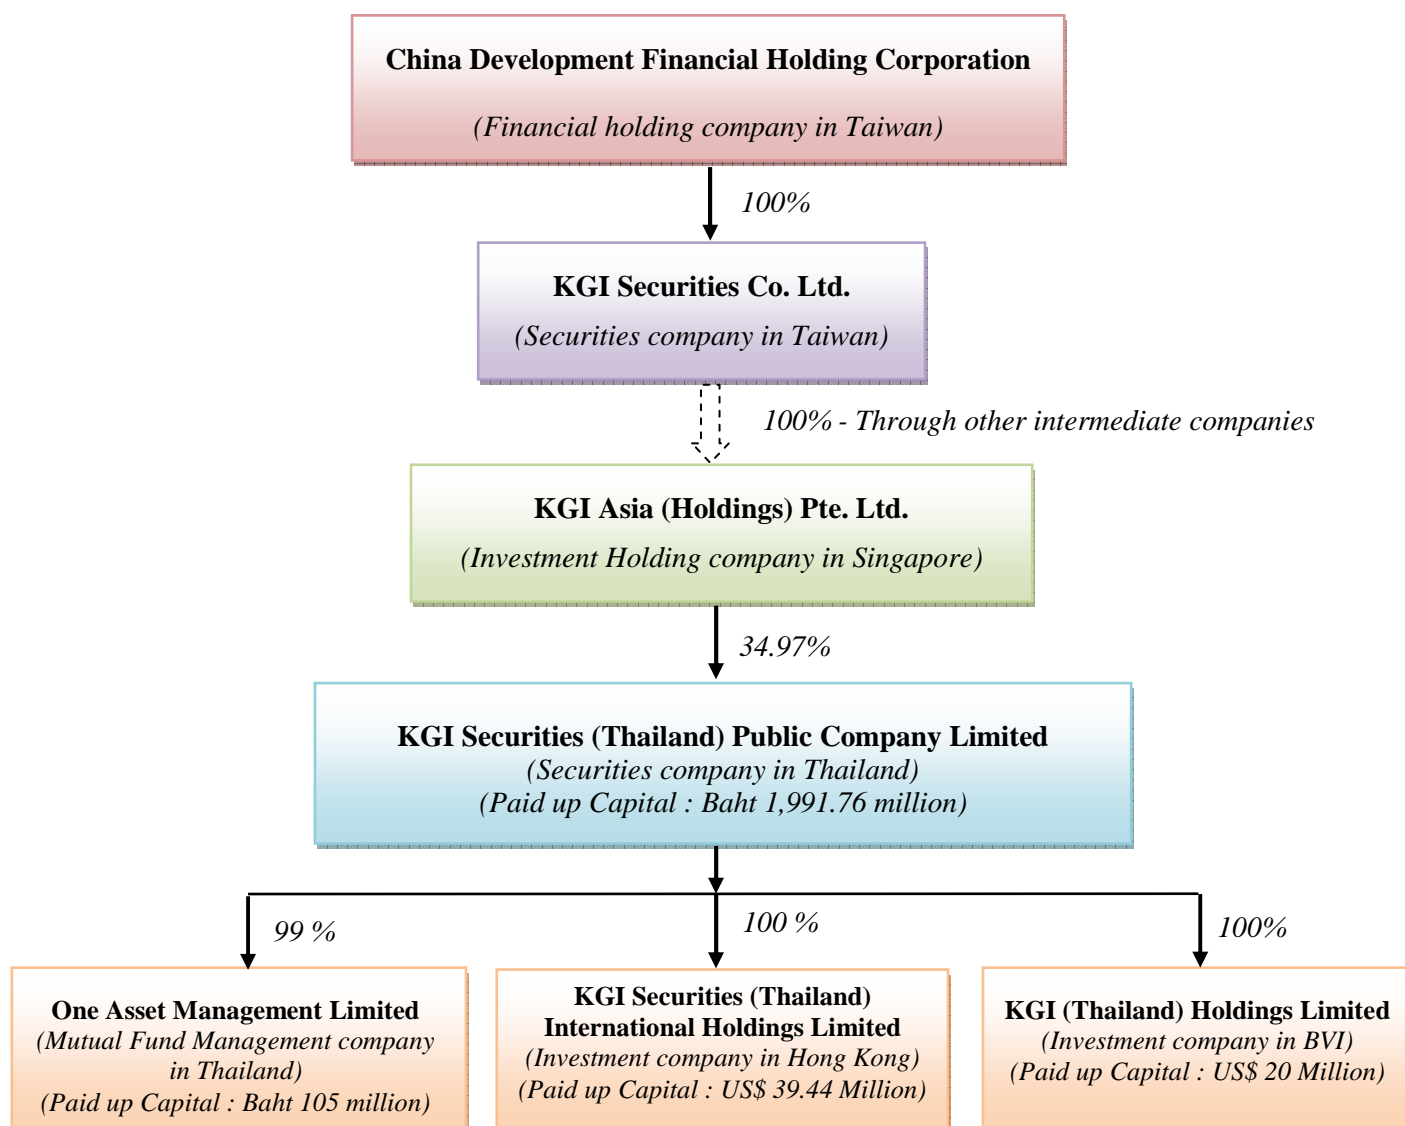 China Development Financial Holding Corporation
(Financial holding company in Taiwan)
100%
KGI Securities Co. Ltd.
(Securities company in Taiwan)
100% - Through other intermediate companies
KGI Asia (Holdings) Pte. Ltd.
(Investment Holding company in Singapore)
34.97%
KGI Securities (Thailand) Public Company Limited
(Securities company in Thailand)
(Paid up Capital : Baht 1,991.76 million)
99 %
100 %
100%
One Asset Management Limited
(Mutual Fund Management company
in Thailand)
(Paid up Capital : Baht 105 million)
KGI Securities (Thailand)
International Holdings Limited
(Investment company in Hong Kong)
(Paid up Capital : US$ 39.44 Million)
KGI (Thailand) Holdings Limited
(Investment company in BVI)
(Paid up Capital : US$ 20 Million)